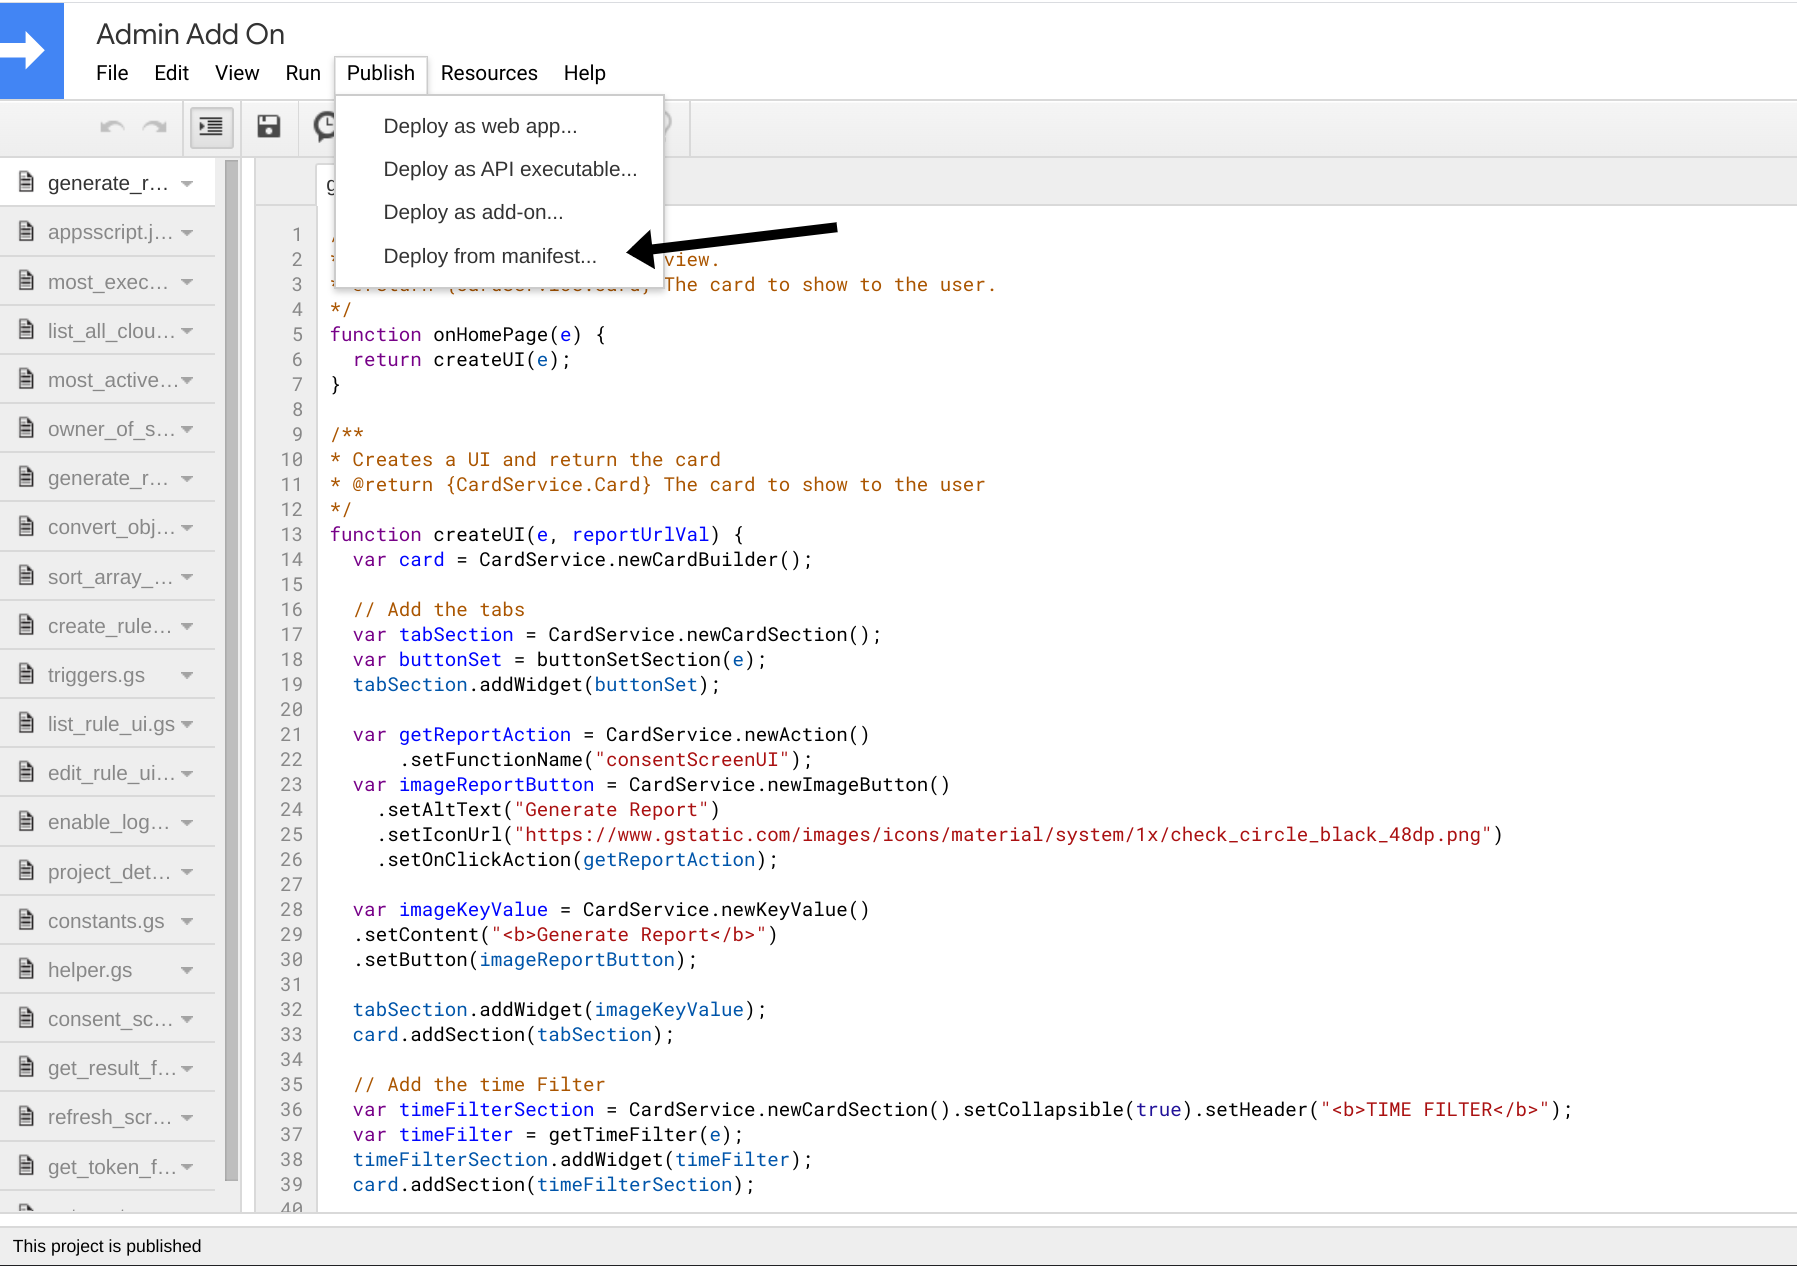 Admin Add On
File Edit View Run Publish Resources Help
Deploy as web app...
Deploy as API executable...
Deploy as add-on...
Deploy from manifest...
generate_r...
appsscript.j...
most_exec...
list_all_clou...
most_active...
owner_of_s...
generate_r...
convert_obj...
sort_array_...
create_rule...
triggers.gs
list_rule_ui.gs
edit_rule_ui...
enable_log...
project_det...
constants.gs
helper.gs
consent_sc...
get_result_f...
refresh_scr...
get_token_f...
1
2 * view.
3 * The card to show to the user.
4 */
5 function onHomePage(e) {
6 return createUI(e);
7 }
8
9 /**
10 * Creates a UI and return the card
11 * @return {CardService.Card} The card to show to the user
12 */
13 function createUI(e, reportUrlVal) {
14 var card = CardService.newCardBuilder();
15
16 // Add the tabs
17 var tabSection = CardService.newCardSection();
18 var buttonSet = buttonSetSection(e);
19 tabSection.addWidget(buttonSet);
20
21 var getReportAction = CardService.newAction()
22 .setFunctionName("consentScreenUI");
23 var imageReportButton = CardService.newImageButton()
24 .setAltText("Generate Report")
25 .setIconUrl("https://www.gstatic.com/images/icons/material/system/1x/check_circle_black_48dp.png")
26 .setOnClickAction(getReportAction);
27
28 var imageKeyValue = CardService.newKeyValue()
29 .setContent("<b>Generate Report</b>")
30 .setButton(imageReportButton);
31
32 tabSection.addWidget(imageKeyValue);
33 card.addSection(tabSection);
34
35 // Add the time Filter
36 var timeFilterSection = CardService.newCardSection().setCollapsible(true).setHeader("<b>TIME FILTER</b>");
37 var timeFilter = getTimeFilter(e);
38 timeFilterSection.addWidget(timeFilter);
39 card.addSection(timeFilterSection);
40
This project is published